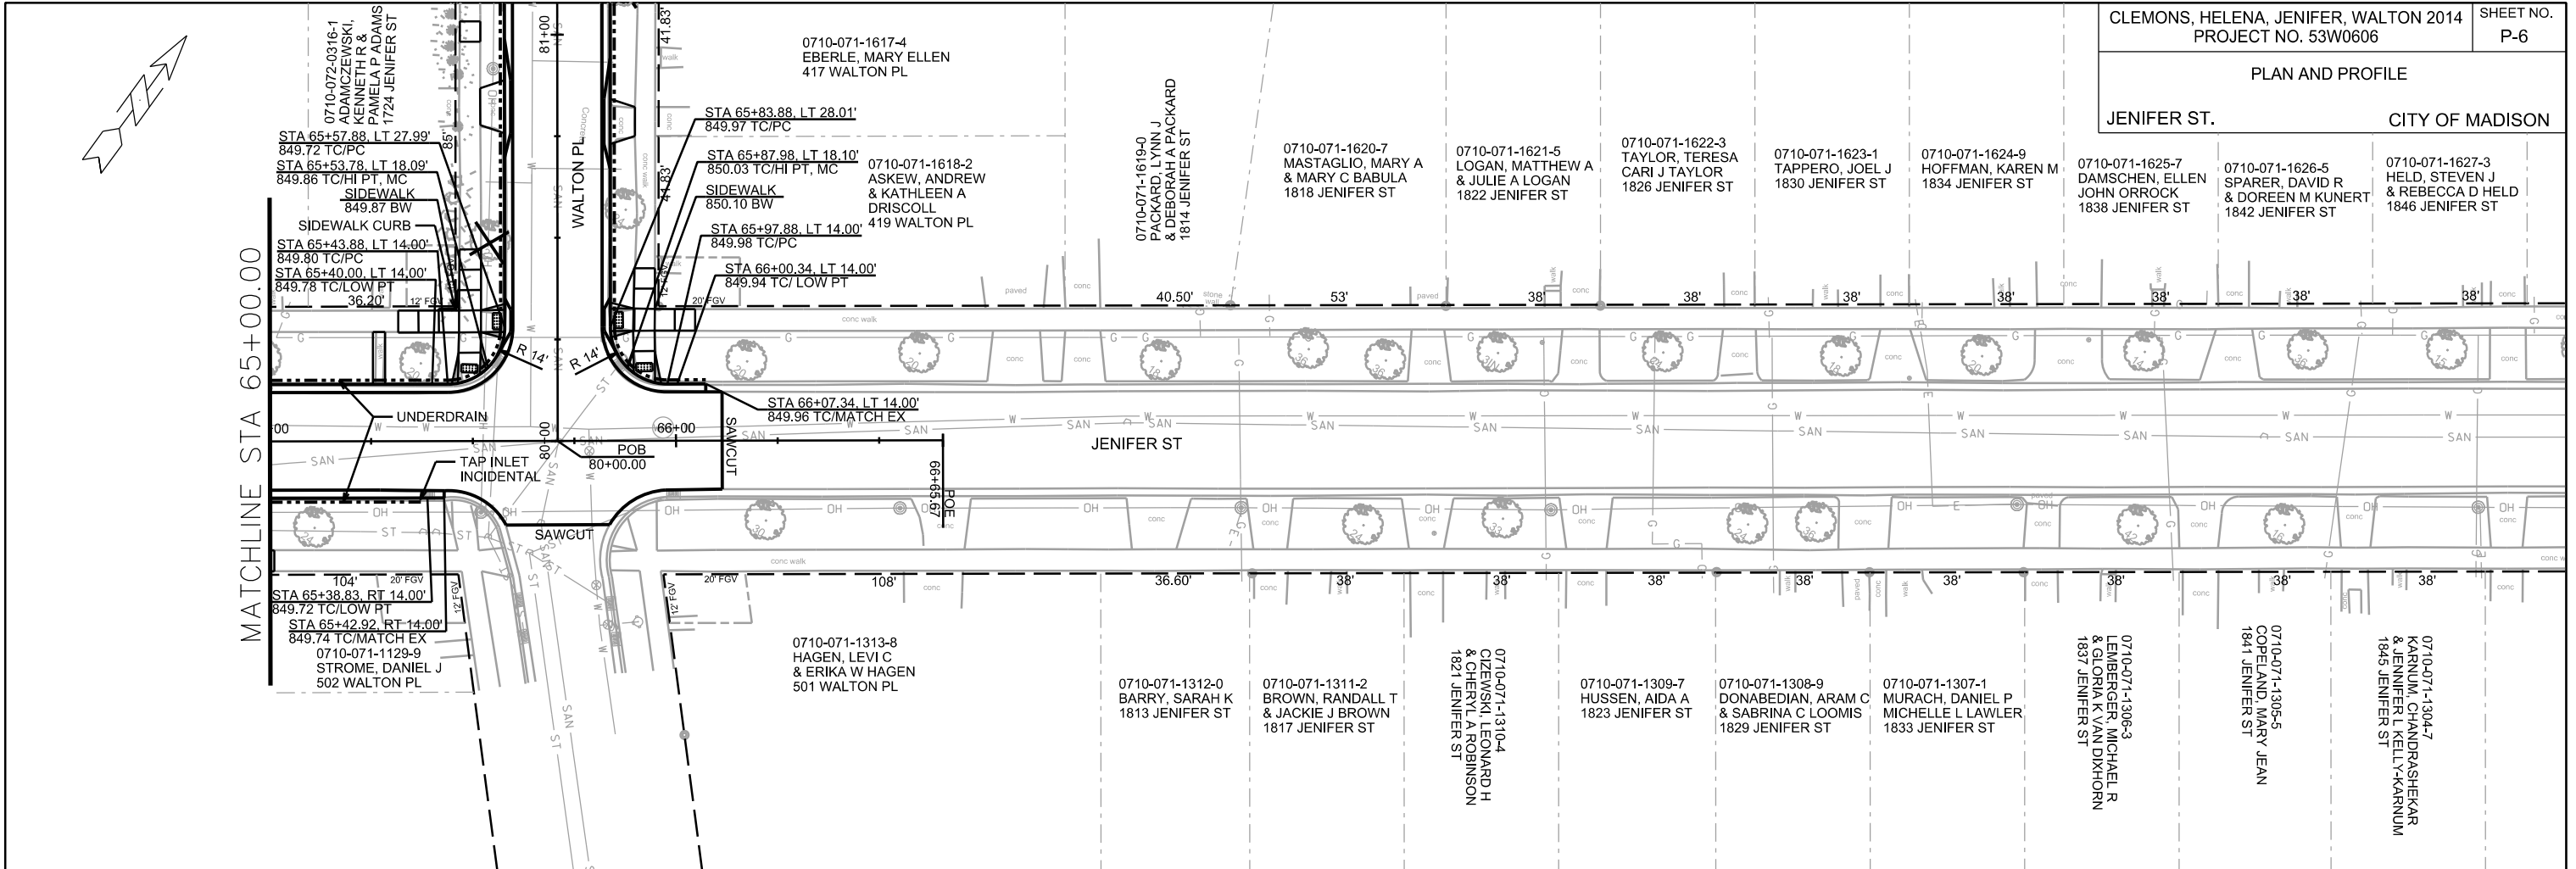 CLEMONS, HELENA, JENIFER, WALTON 2014
PROJECT NO. 53W0606
SHEET NO.
P-6
PLAN AND PROFILE
JENIFER ST.
CITY OF MADISON
0710-072-0316-1
ADAMCZEWSKI,
KENNETH R &
PAMELA P ADAMS
1724 JENIFER ST
0710-071-1617-4
EBERLE, MARY ELLEN
417 WALTON PL
0710-071-1618-2
ASKEW, ANDREW
& KATHLEEN A
DRISCOLL
419 WALTON PL
0710-071-1619-0
PACKARD, LYNN J
& DEBORAH A PACKARD
1814 JENIFER ST
0710-071-1620-7
MASTAGLIO, MARY A
& MARY C BABULA
1818 JENIFER ST
0710-071-1621-5
LOGAN, MATTHEW A
& JULIE A LOGAN
1822 JENIFER ST
0710-071-1622-3
TAYLOR, TERESA
CARI J TAYLOR
1826 JENIFER ST
0710-071-1623-1
TAPPERO, JOEL J
1830 JENIFER ST
0710-071-1624-9
HOFFMAN, KAREN M
1834 JENIFER ST
0710-071-1625-7
DAMSCHEN, ELLEN
JOHN ORROCK
1838 JENIFER ST
0710-071-1626-5
SPARER, DAVID R
& DOREEN M KUNERT
1842 JENIFER ST
0710-071-1627-3
HELD, STEVEN J
& REBECCA D HELD
1846 JENIFER ST
STA 65+57.88, LT 27.99'
849.72 TC/PC
STA 65+53.78, LT 18.09'
849.86 TC/HI PT, MC
SIDEWALK
849.87 BW
SIDEWALK CURB
STA 65+43.88, LT 14.00'
849.80 TC/PC
STA 65+40.00, LT 14.00'
849.78 TC/LOW PT
36.20'
12' FGV
85'
81+00
WALTON PL
41.83'
41.83'
STA 65+83.88, LT 28.01'
849.97 TC/PC
STA 65+87.98, LT 18.10'
850.03 TC/HI PT, MC
SIDEWALK
850.10 BW
STA 65+97.88, LT 14.00'
849.98 TC/PC
STA 66+00.34, LT 14.00'
849.94 TC/ LOW PT
20' FGV
12' FGV
40.50'
53'
38'
38'
38'
38'
38'
38'
38'
R 14'
R 14'
STA 66+07.34, LT 14.00'
849.96 TC/MATCH EX
MATCHLINE STA 65+00.00
UNDERDRAIN
TAP INLET
INCIDENTAL
80+00
POB
80+00.00
66+00
SAWCUT
JENIFER ST
POE
66+65.67
SAWCUT
104'
20' FGV
12' FGV
12' FGV
20' FGV
108'
36.60'
38'
38'
38'
38'
38'
38'
38'
38'
STA 65+38.83, RT 14.00'
849.72 TC/LOW PT
STA 65+42.92, RT 14.00'
849.74 TC/MATCH EX
0710-071-1129-9
STROME, DANIEL J
502 WALTON PL
0710-071-1313-8
HAGEN, LEVI C
& ERIKA W HAGEN
501 WALTON PL
0710-071-1312-0
BARRY, SARAH K
1813 JENIFER ST
0710-071-1311-2
BROWN, RANDALL T
& JACKIE J BROWN
1817 JENIFER ST
0710-071-1310-4
CIZEWSKI, LEONARD H
& CHERYL A ROBINSON
1821 JENIFER ST
0710-071-1309-7
HUSSEN, AIDA A
1823 JENIFER ST
0710-071-1308-9
DONABEDIAN, ARAM C
& SABRINA C LOOMIS
1829 JENIFER ST
0710-071-1307-1
MURACH, DANIEL P
MICHELLE L LAWLER
1833 JENIFER ST
0710-071-1306-3
LEMBERGER, MICHAEL R
& GLORIA K VAN DIXHORN
1837 JENIFER ST
0710-071-1305-5
COPELAND, MARY JEAN
1841 JENIFER ST
0710-071-1304-7
KARNUM, CHANDRASHEKAR
& JENNIFER L KELLY-KARNUM
1845 JENIFER ST